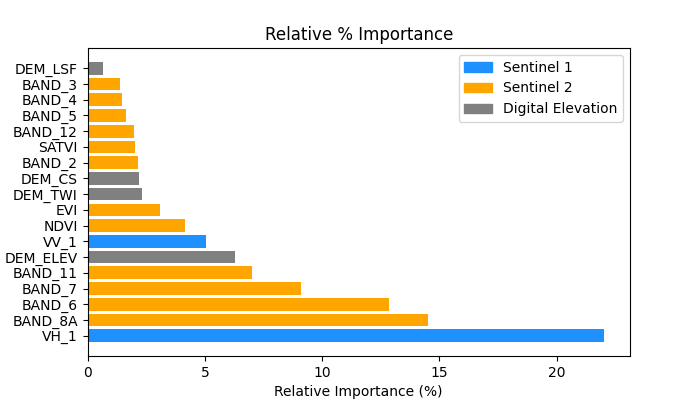 Relative % Importance
DEM_LSF
BAND_3
BAND_4
BAND_5
BAND_12
SATVI
BAND_2
DEM_CS
DEM_TWI
EVI
NDVI
VV_1
DEM_ELEV
BAND_11
BAND_7
BAND_6
BAND_8A
VH_1
Sentinel 1
Sentinel 2
Digital Elevation
0 5 10 15 20
Relative Importance (%)